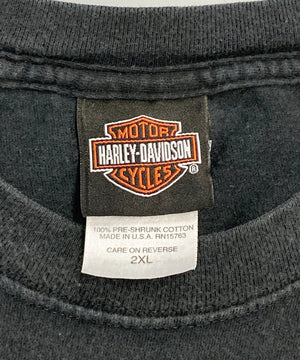 MOTOR
HARLEY-DAVIDSON
CYCLES
®
100% PRE-SHRUNK COTTON
MADE IN U.S.A. RN15763
CARE ON REVERSE
2XL